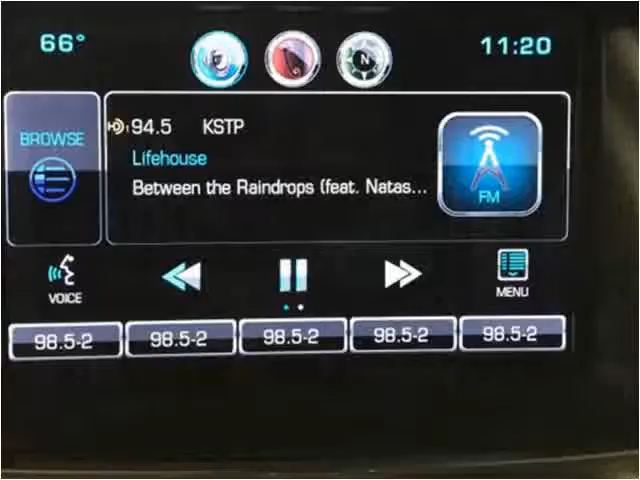 66° 11:20
N
BROWSE
HD) 94.5 KSTP
Lifehouse
Between the Raindrops (feat. Natas...
FM
VOICE
MENU
98.5-2 98.5-2 98.5-2 98.5-2 98.5-2